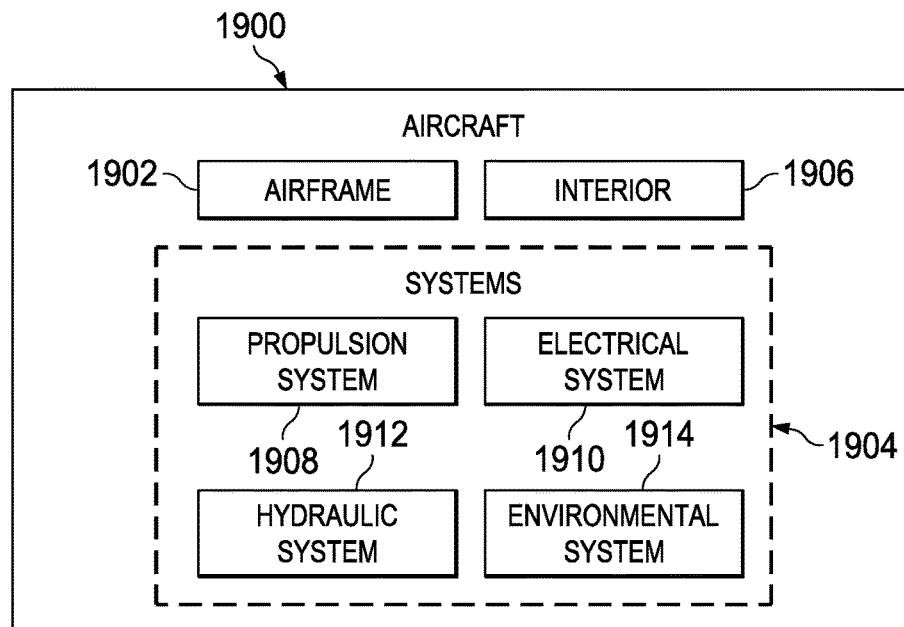 1900
AIRCRAFT
1902
AIRFRAME
INTERIOR
1906
SYSTEMS
PROPULSION
SYSTEM
ELECTRICAL
SYSTEM
1908
1912
1910
1914
1904
HYDRAULIC
SYSTEM
ENVIRONMENTAL
SYSTEM